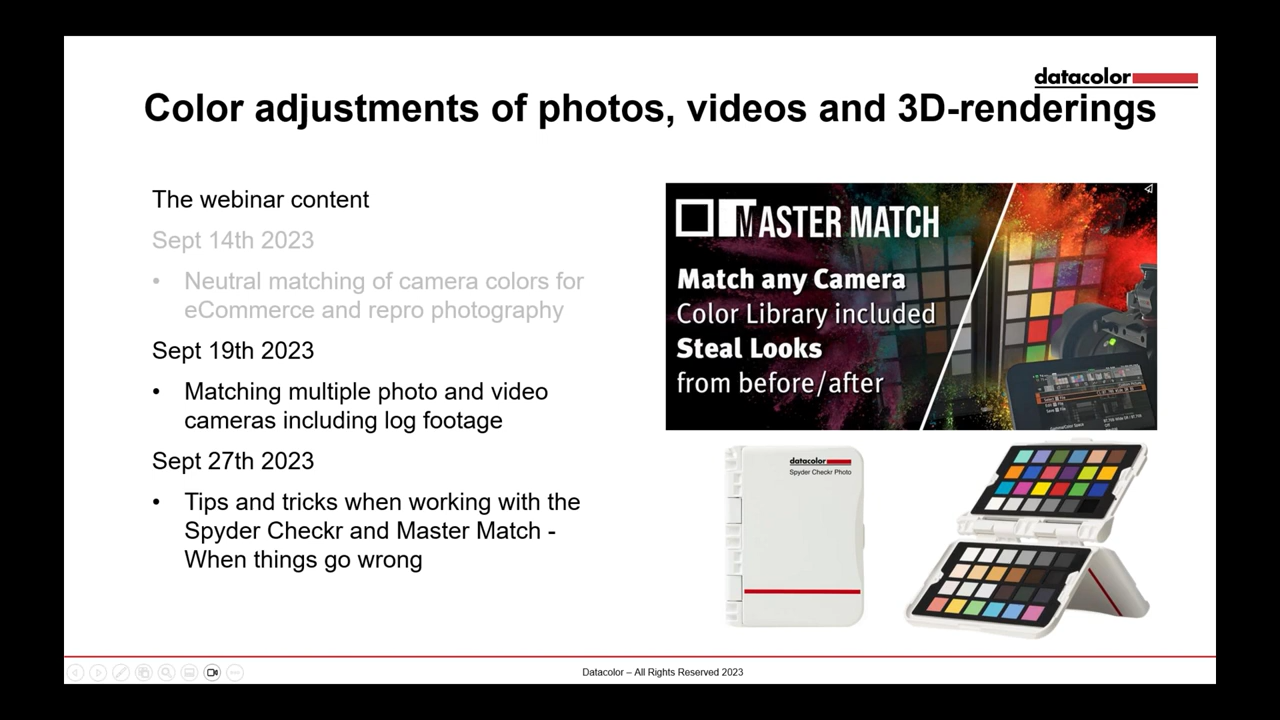 datacolor
Color adjustments of photos, videos and 3D-renderings
The webinar content
Sept 14th 2023
• Neutral matching of camera colors for
eCommerce and repro photography
Sept 19th 2023
• Matching multiple photo and video
cameras including log footage
Sept 27th 2023
• Tips and tricks when working with the
Spyder Checkr and Master Match -
When things go wrong
MASTER MATCH
Match any Camera
Color Library included
Steal Looks
from before/after
datacolor
Spyder Checkr Photo
Datacolor – All Rights Reserved 2023